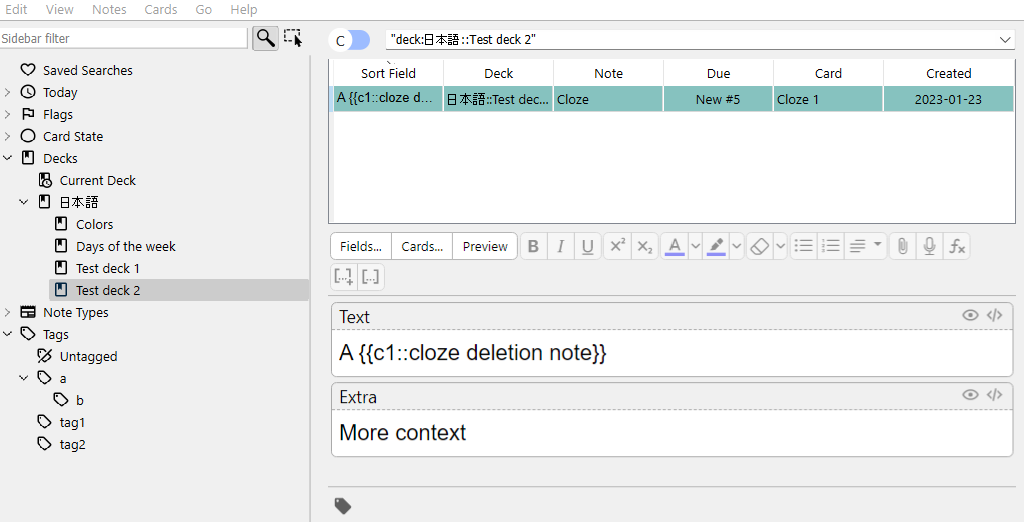 Edit View Notes Cards Go Help
Sidebar filter
C "deck:日本語::Test deck 2"
Saved Searches
Today
Flags
Card State
Decks
Current Deck
日本語
Colors
Days of the week
Test deck 1
Test deck 2
Note Types
Tags
Untagged
a
b
tag1
tag2
Sort Field Deck Note Due Card Created
A {{c1::cloze d... 日本語::Test dec... Cloze New #5 Cloze 1 2023-01-23
Fields... Cards... Preview B I U x² x₂ A fx
[...]+ [...]
Text
A {{c1::cloze deletion note}}
Extra
More context